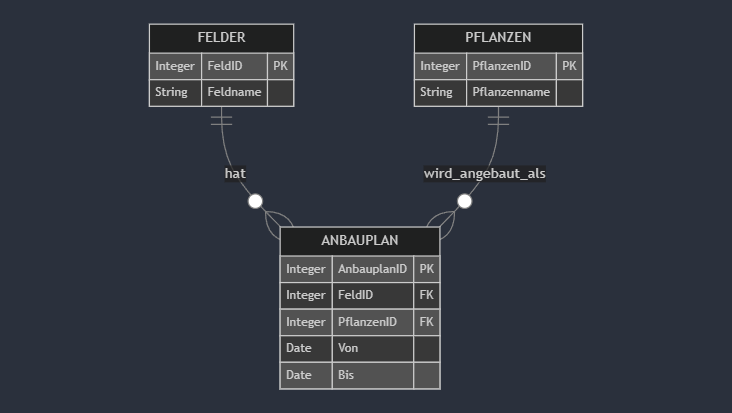 FELDER
Integer FeldID PK
String Feldname
PFLANZEN
Integer PflanzenID PK
String Pflanzenname
hat
wird_angebaut_als
ANBAUPLAN
Integer AnbauplanID PK
Integer FeldID FK
Integer PflanzenID FK
Date Von
Date Bis